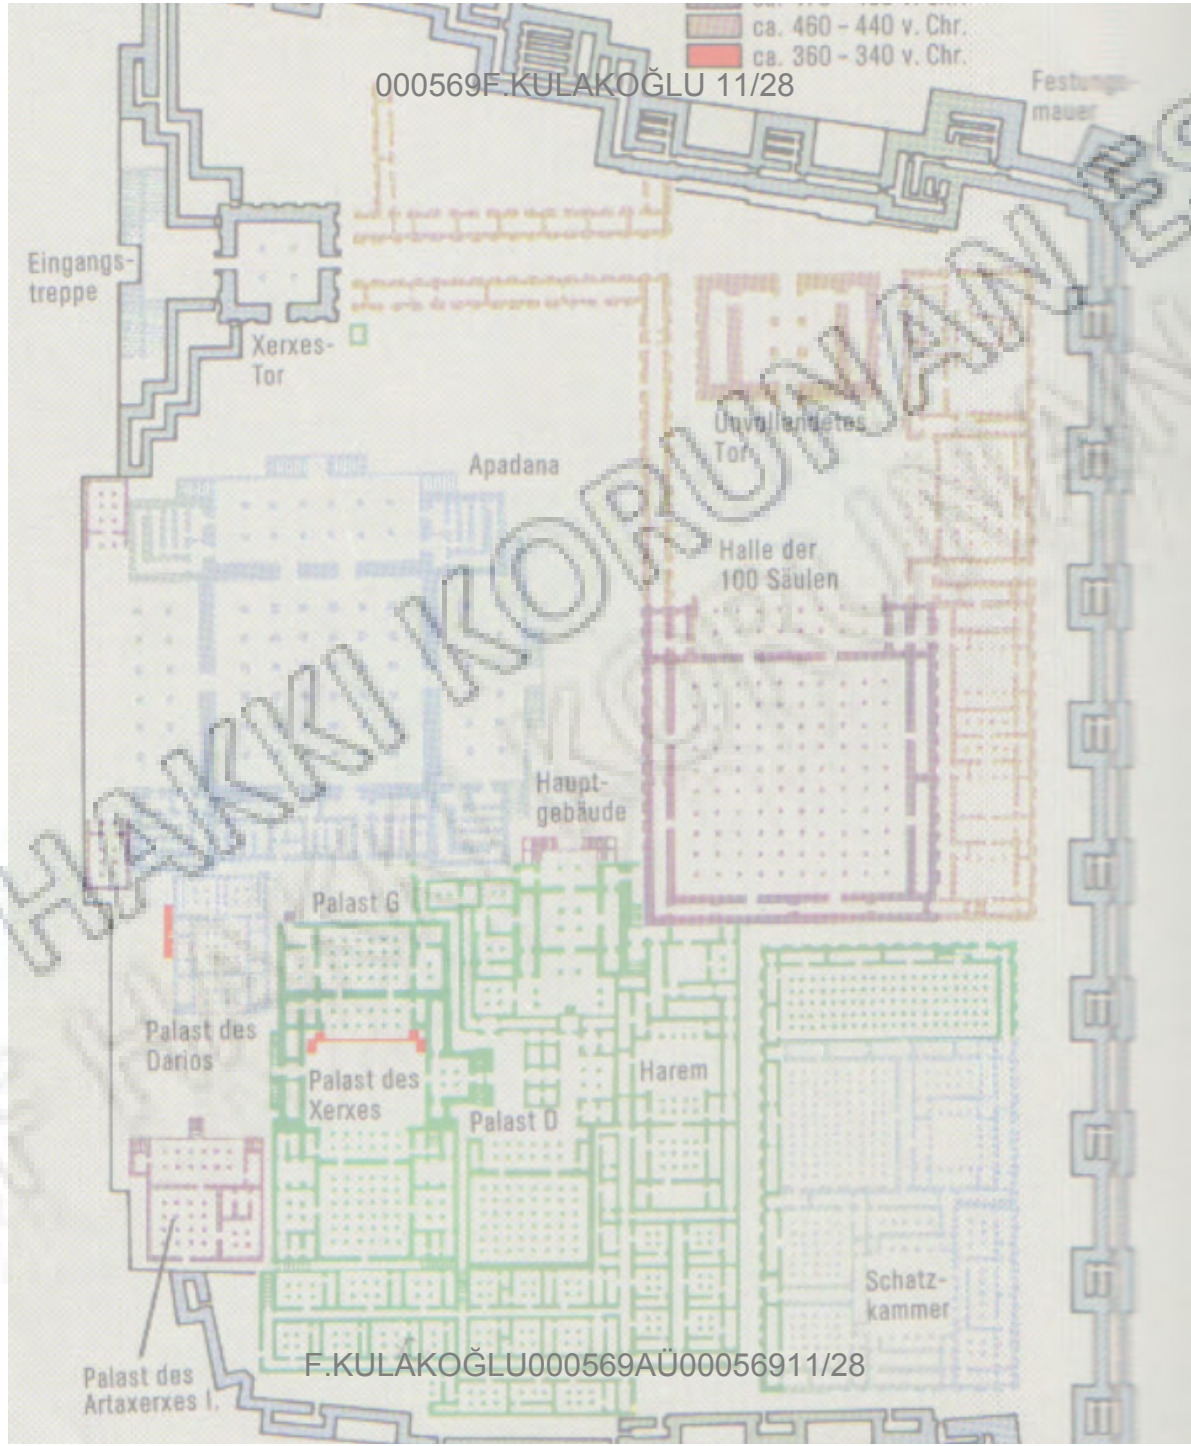 ca. 460 - 440 v. Chr.
ca. 360 - 340 v. Chr.
000569F.KULAKOĞLU 11/28
Festungs-
mauer
Eingangs-
treppe
Xerxes-
Tor
Unvollendetes
Tor
Apadana
Halle der
100 Säulen
HAKKI KORUNAN
Haupt-
gebäude
Palast G
Palast des
Darios
Palast des
Xerxes
Harem
Palast D
Schatz-
kammer
Palast des
Artaxerxes I.
F.KULAKOĞLU000569AÜ00056911/28